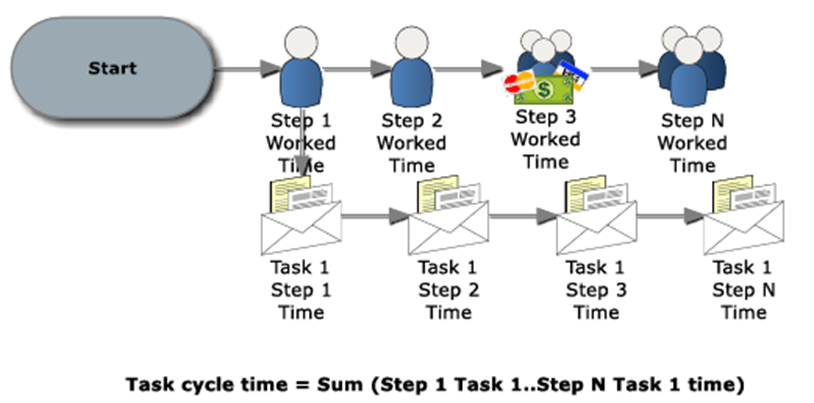 Start
Step 1
Worked
Time
Step 2
Worked
Time
Step 3
Worked
Time
Step N
Worked
Time
Task 1
Step 1
Time
Task 1
Step 2
Time
Task 1
Step 3
Time
Task 1
Step N
Time
Task cycle time = Sum (Step 1 Task 1..Step N Task 1 time)